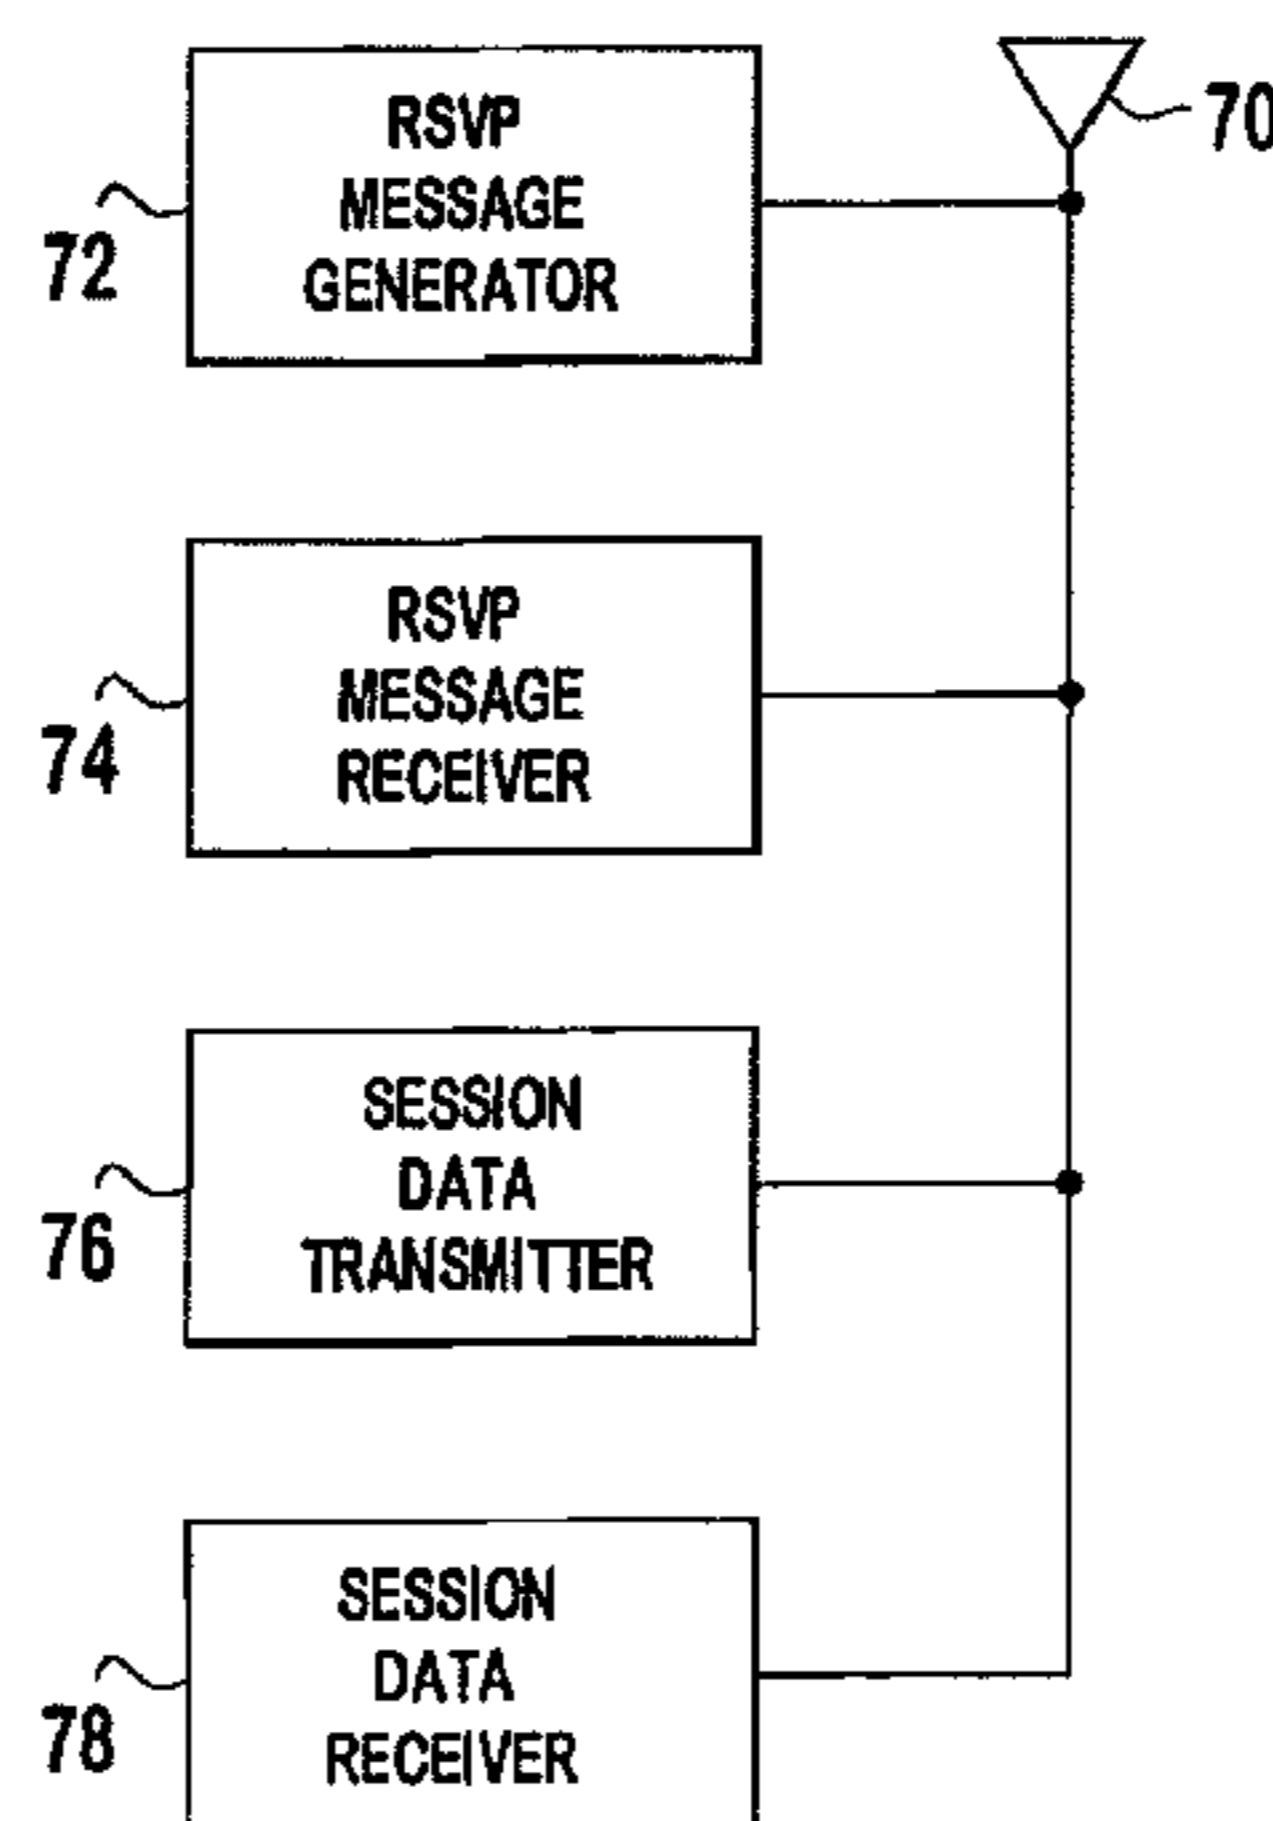 RSVP
MESSAGE
GENERATOR
70
72
RSVP
MESSAGE
RECEIVER
74
SESSION
DATA
TRANSMITTER
76
SESSION
DATA
RECEIVER
78